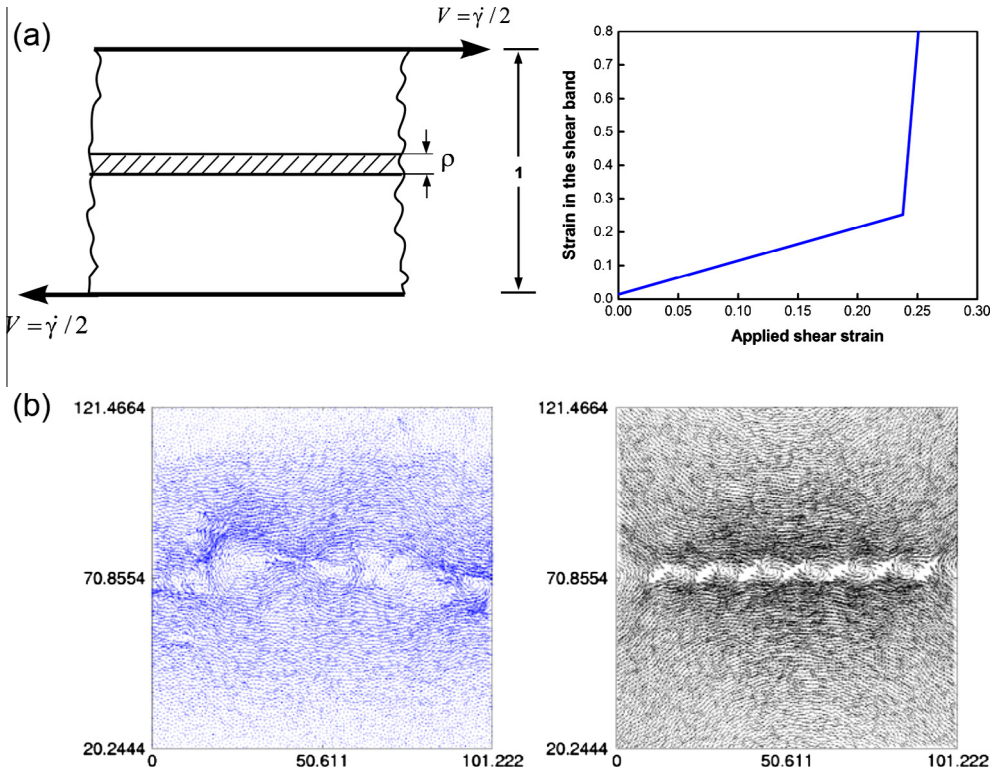 (a)
V = γ̇ / 2
ρ
1
V = γ̇ / 2
Strain in the shear band
0.8
0.7
0.6
0.5
0.4
0.3
0.2
0.1
0.0
0.00 0.05 0.10 0.15 0.20 0.25 0.30
Applied shear strain
(b)
121.4664
70.8554
20.2444
0 50.611 101.222
121.4664
70.8554
20.2444
0 50.611 101.222